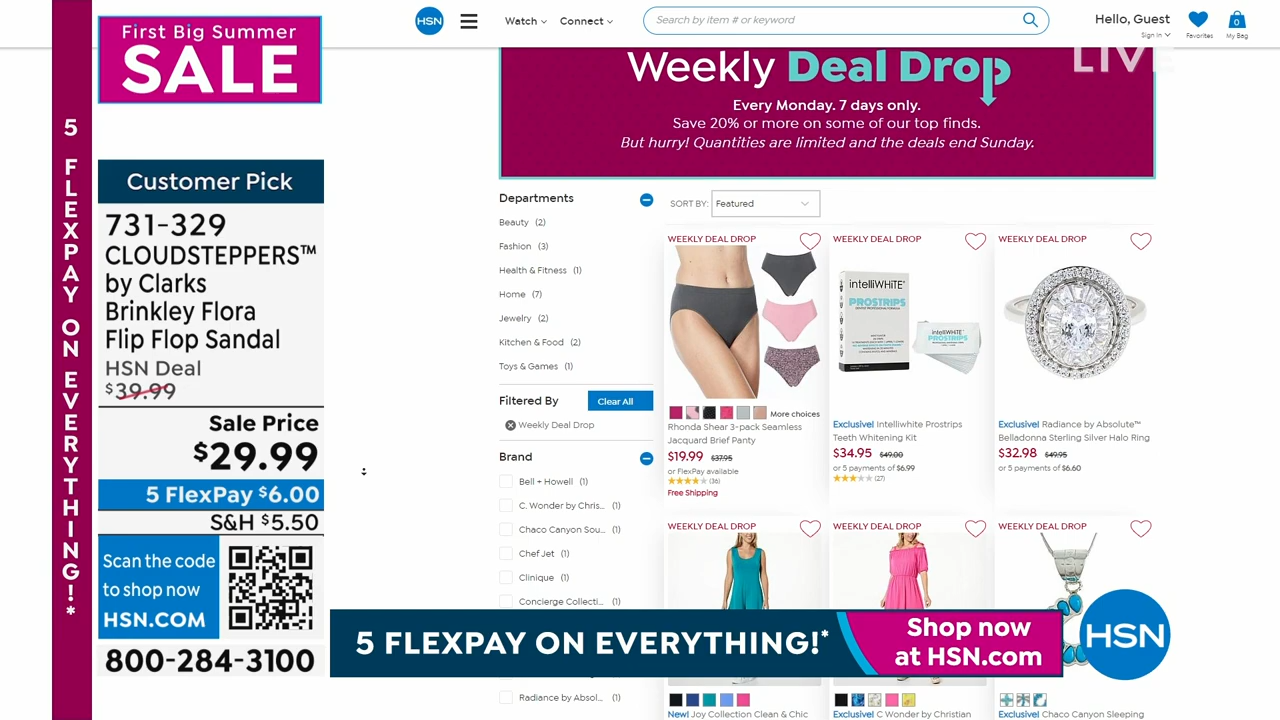 First Big Summer
SALE
5 FLEXPAY ON EVERYTHING!*
Customer Pick
731-329
CLOUDSTEPPERS™
by Clarks
Brinkley Flora
Flip Flop Sandal
HSN Deal
$39.99
Sale Price
$29.99
5 FlexPay $6.00
S&H $5.50
Scan the code
to shop now
HSN.COM
800-284-3100
HSN
Watch
Connect
Search by item # or keyword
Hello, Guest
Sign in
Favorites
0
My Bag
LIVE
Weekly Deal Drop
Every Monday. 7 days only.
Save 20% or more on some of our top finds.
But hurry! Quantities are limited and the deals end Sunday.
Departments
Beauty (2)
Fashion (3)
Health & Fitness (1)
Home (7)
Jewelry (2)
Kitchen & Food (2)
Toys & Games (1)
Filtered By
Clear All
Weekly Deal Drop
Brand
Bell + Howell (1)
C. Wonder by Chris... (1)
Chaco Canyon Sou... (1)
Chef Jet (1)
Clinique (1)
Concierge Collecti... (1)
Radiance by Absol... (1)
SORT BY: Featured
WEEKLY DEAL DROP
More choices
Rhonda Shear 3-pack Seamless
Jacquard Brief Panty
$19.99 $37.95
or FlexPay available
(36)
Free Shipping
WEEKLY DEAL DROP
intelliWHiTE®
PROSTRIPS
intelliWHiTE
PROSTRIPS
Exclusive! Intelliwhite Prostrips
Teeth Whitening Kit
$34.95 $49.00
or 5 payments of $6.99
(27)
WEEKLY DEAL DROP
Exclusive! Radiance by Absolute™
Belladonna Sterling Silver Halo Ring
$32.98 $49.95
or 5 payments of $6.60
WEEKLY DEAL DROP
New! Joy Collection Clean & Chic
WEEKLY DEAL DROP
Exclusive! C Wonder by Christian
WEEKLY DEAL DROP
Exclusive! Chaco Canyon Sleeping
5 FLEXPAY ON EVERYTHING!*
Shop now
at HSN.com
HSN